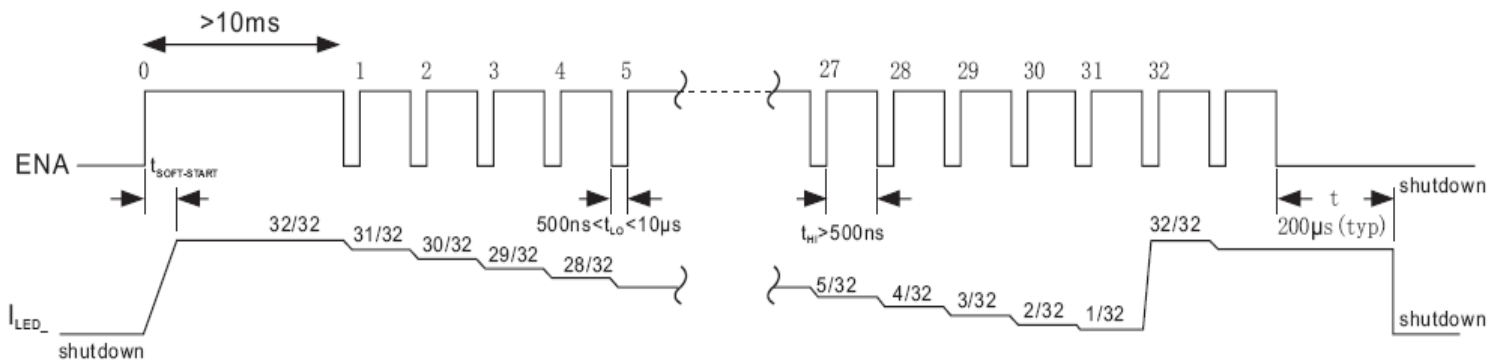 >10ms
0 1 2 3 4 5 27 28 29 30 31 32
ENA
tSOFT-START
500ns<tLO<10μs
tHI>500ns
shutdown
t
200μs(typ)
32/32 31/32 30/32 29/32 28/32 5/32 4/32 3/32 2/32 1/32 32/32
ILED_
shutdown
shutdown